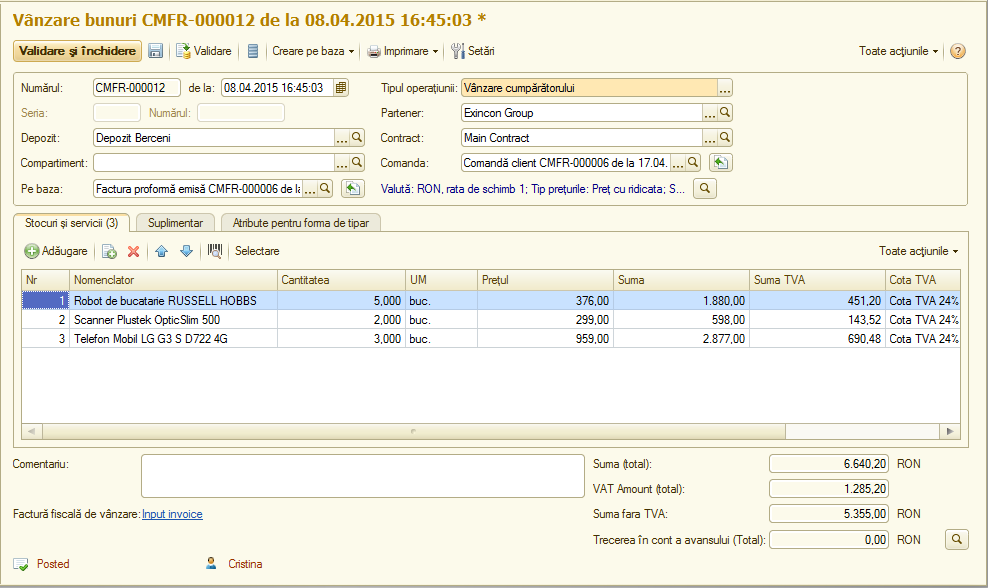 Vânzare bunuri CMFR-000012 de la 08.04.2015 16:45:03 *
Validare şi închidere Validare Creare pe baza Imprimare Setări Toate acţiunile ?
Numărul: CMFR-000012 de la: 08.04.2015 16:45:03 Tipul operaţiunii: Vânzare cumpărătorului ...
Seria: Numărul: Partener: Exincon Group ...
Depozit: Depozit Berceni ... Contract: Main Contract ...
Compartiment: ... Comanda: Comandă client CMFR-000006 de la 17.04. ...
Pe baza: Factura proformă emisă CMFR-000006 de la ... Valută: RON, rata de schimb 1; Tip preţurile: Preţ cu ridicata; S...
Stocuri şi servicii (3) Suplimentar Atribute pentru forma de tipar
Adăugare Selectare Toate acţiunile
Nr Nomenclator Cantitatea UM Preţul Suma Suma TVA Cota TVA
1 Robot de bucatarie RUSSELL HOBBS 5,000 buc. 376,00 1.880,00 451,20 Cota TVA 24%
2 Scanner Plustek OpticSlim 500 2,000 buc. 299,00 598,00 143,52 Cota TVA 24%
3 Telefon Mobil LG G3 S D722 4G 3,000 buc. 959,00 2.877,00 690,48 Cota TVA 24%
Comentariu: Suma (total): 6.640,20 RON
VAT Amount (total): 1.285,20
Factură fiscală de vânzare: Input invoice Suma fara TVA: 5.355,00 RON
Trecerea în cont a avansului (Total): 0,00 RON
Posted Cristina